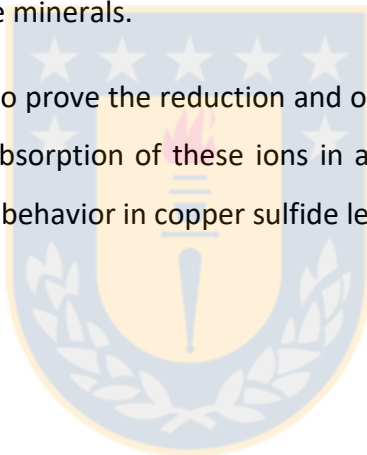 e minerals.
o prove the reduction and o
bsorption of these ions in a
behavior in copper sulfide le